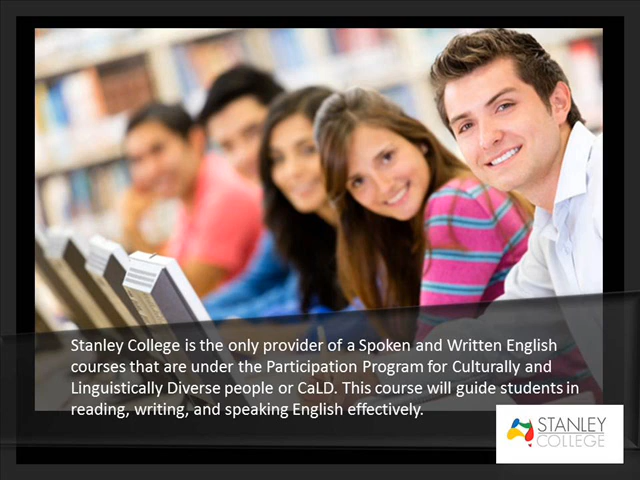 Stanley College is the only provider of a Spoken and Written English
courses that are under the Participation Program for Culturally and
Linguistically Diverse people or CaLD. This course will guide students in
reading, writing, and speaking English effectively.
STANLEY
COLLEGE